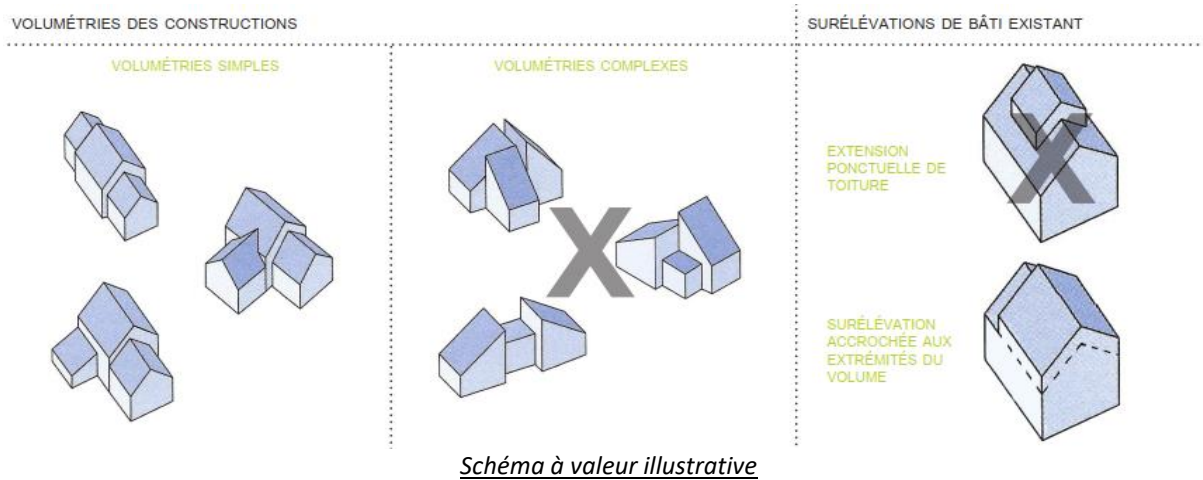 VOLUMÉTRIES DES CONSTRUCTIONS
SURÉLÉVATIONS DE BÂTI EXISTANT
VOLUMÉTRIES SIMPLES
VOLUMÉTRIES COMPLEXES
X
X
EXTENSION
PONCTUELLE DE
TOITURE
SURÉLÉVATION
ACCROCHÉE AUX
EXTRÉMITÉS DU
VOLUME
Schéma à valeur illustrative